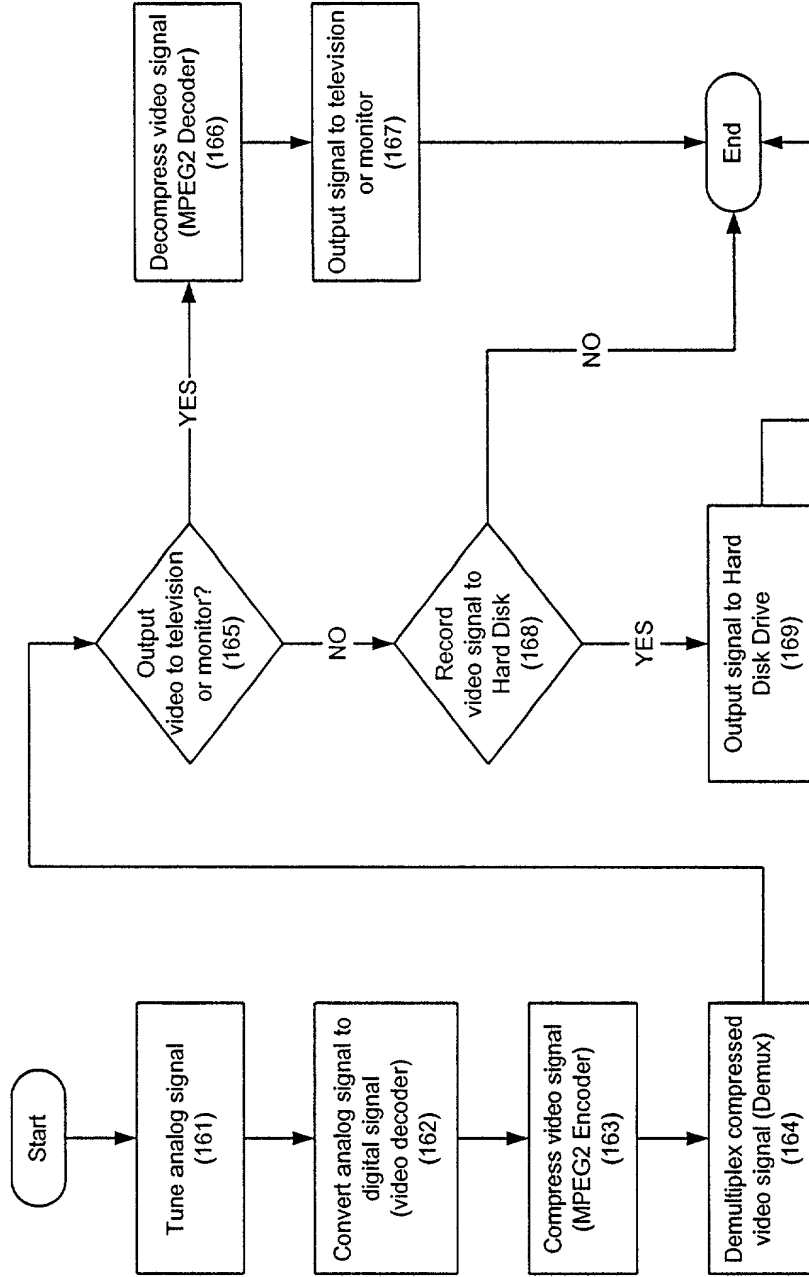 Start
Tune analog signal
(161)
Convert analog signal to
digital signal
(video decoder)
(162)
Compress video signal
(MPEG2 Encoder)
(163)
Demultiplex compressed
video signal (Demux)
(164)
Output
video to television
or monitor?
(165)
YES
NO
Decompress video signal
(MPEG2 Decoder)
(166)
Output signal to television
or monitor
(167)
Record
video signal to
Hard Disk
(168)
NO
YES
Output signal to Hard
Disk Drive
(169)
End